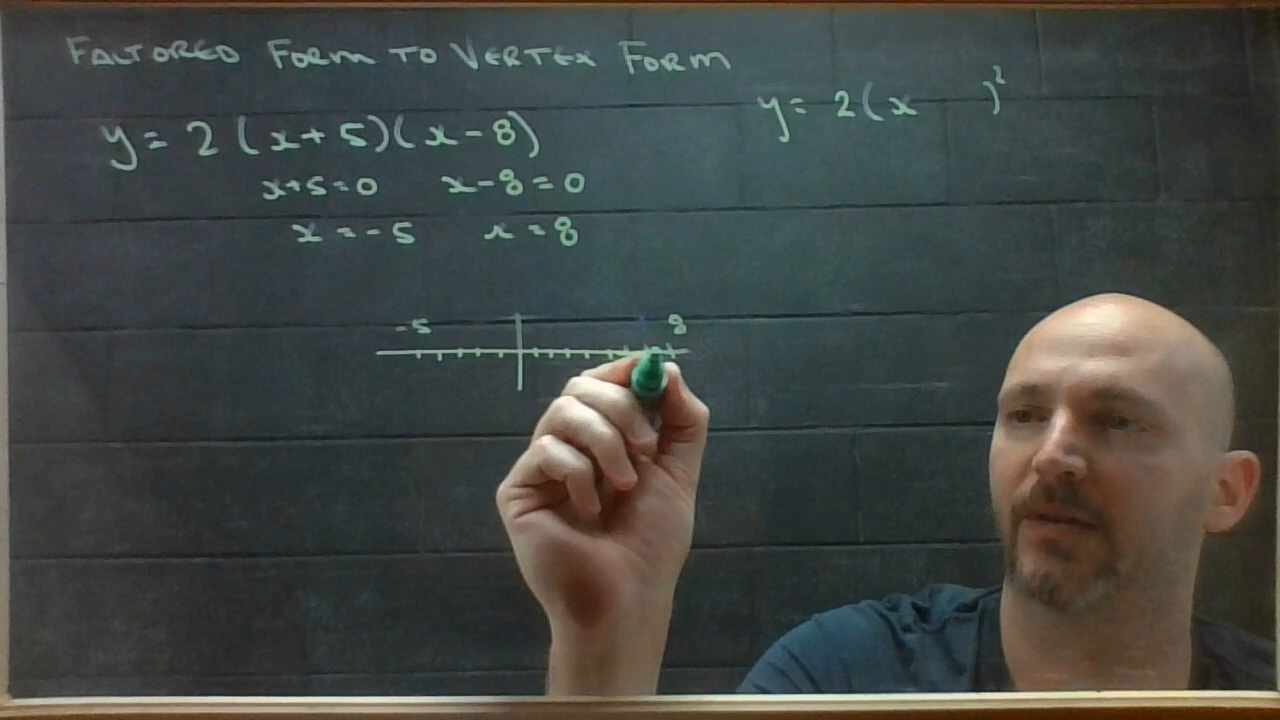 FACTORED FORM TO VERTEX FORM
y = 2 (x + 5)(x - 8)
x+5=0 x-8=0
x = -5 x = 8
y = 2(x )²
-5 8